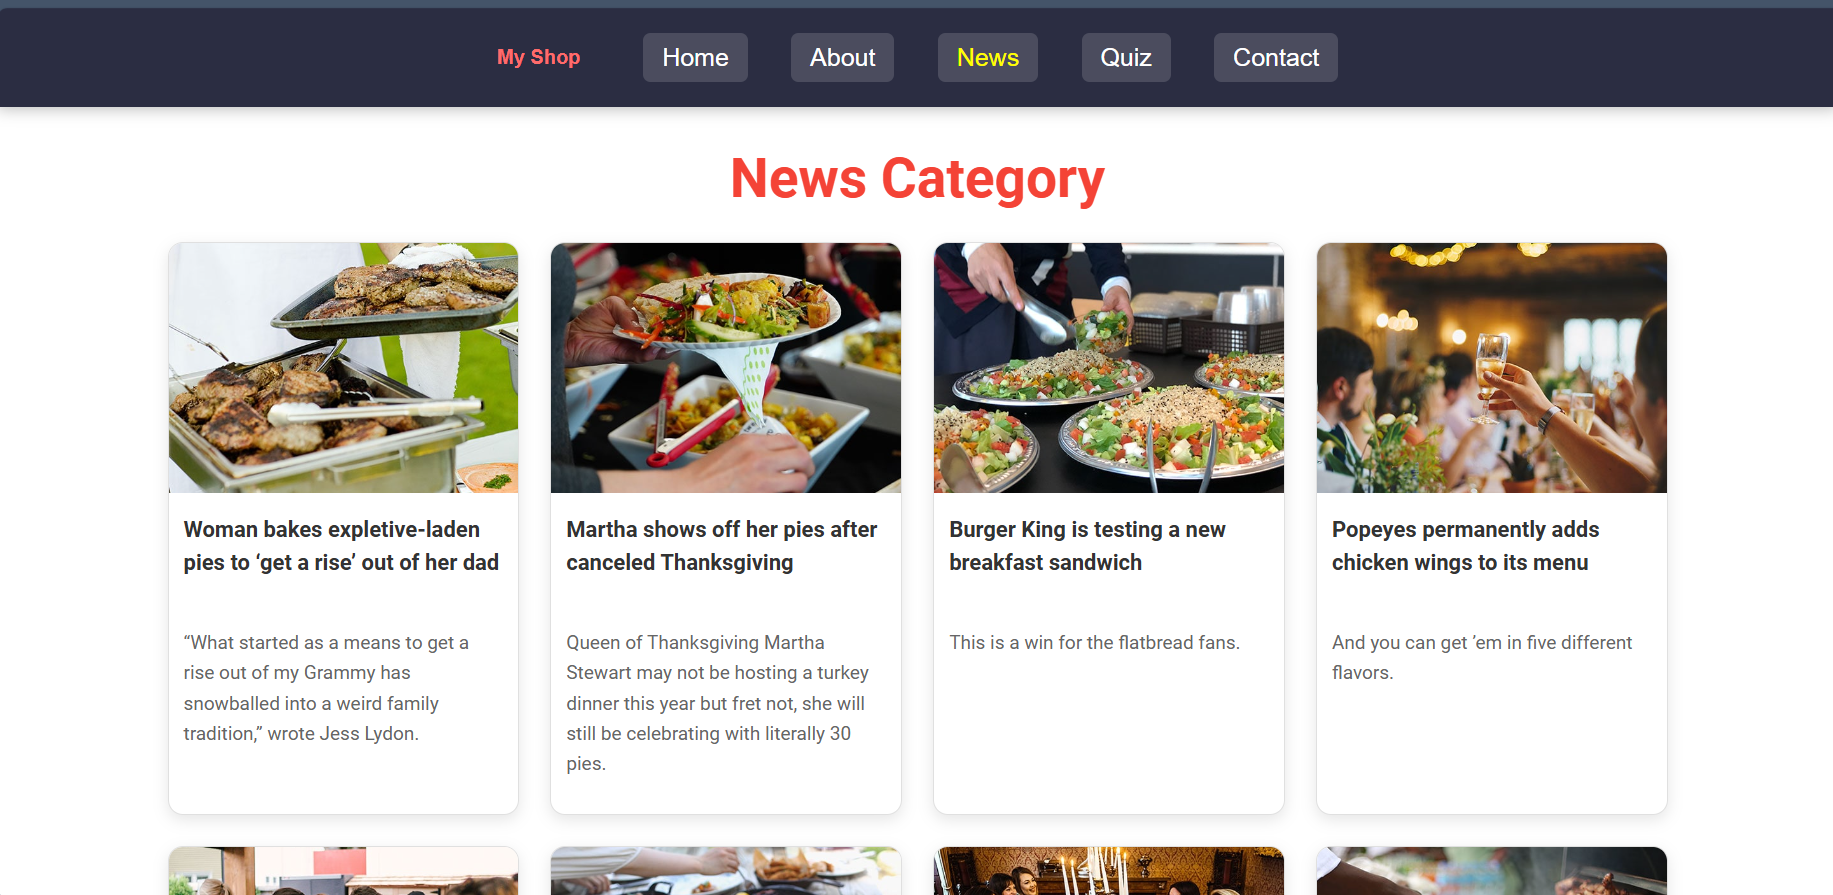 My Shop
Home
About
News
Quiz
Contact
News Category
Woman bakes expletive-laden
pies to ‘get a rise’ out of her dad
“What started as a means to get a
rise out of my Grammy has
snowballed into a weird family
tradition,” wrote Jess Lydon.
Martha shows off her pies after
canceled Thanksgiving
Queen of Thanksgiving Martha
Stewart may not be hosting a turkey
dinner this year but fret not, she will
still be celebrating with literally 30
pies.
Burger King is testing a new
breakfast sandwich
This is a win for the flatbread fans.
Popeyes permanently adds
chicken wings to its menu
And you can get ’em in five different
flavors.